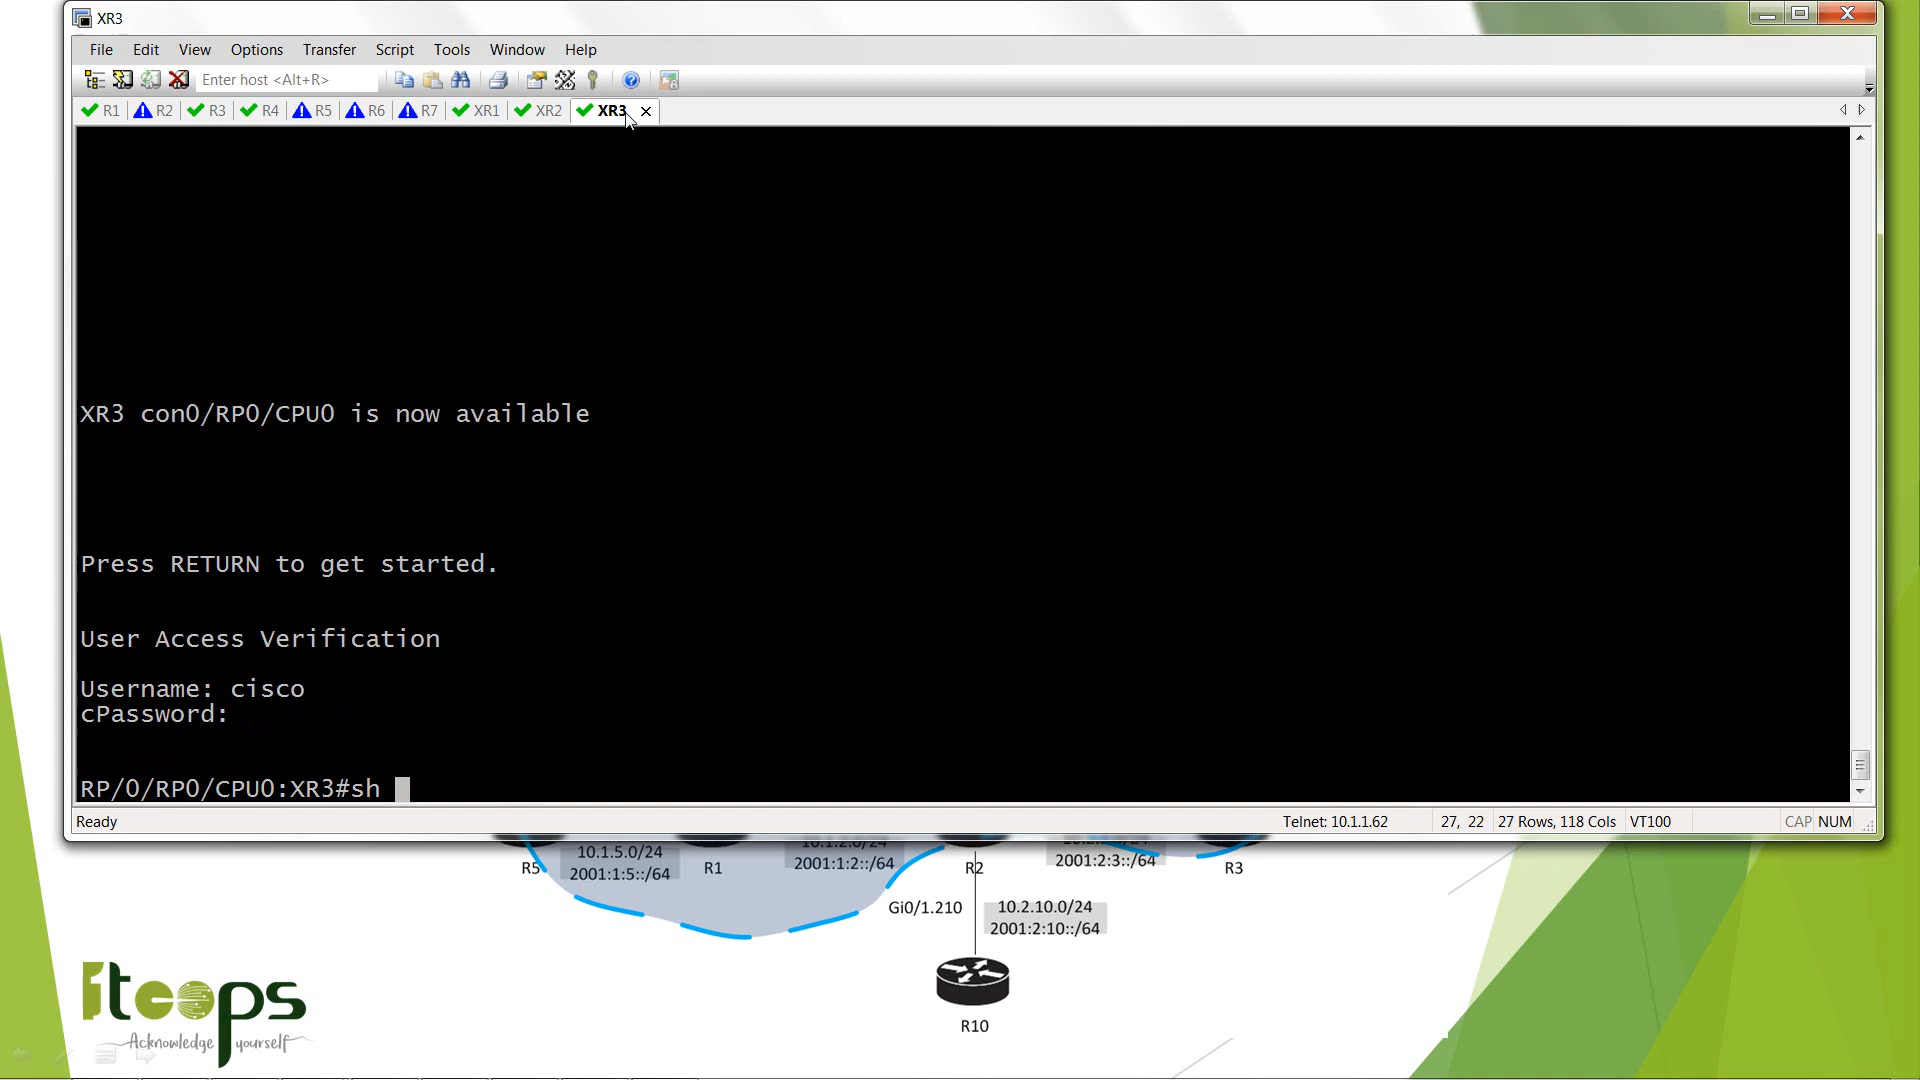 XR3
File Edit View Options Transfer Script Tools Window Help
Enter host <Alt+R>
R1 R2 R3 R4 R5 R6 R7 XR1 XR2 XR3
XR3 con0/RP0/CPU0 is now available
Press RETURN to get started.
User Access Verification
Username: cisco
cPassword:
RP/0/RP0/CPU0:XR3#sh
Ready Telnet: 10.1.1.62 27, 22 27 Rows, 118 Cols VT100 CAP NUM
10.1.5.0/24
2001:1:5::/64
2001:1:2::/64
2001:2:3::/64
R5 R1 R2 R3
Gi0/1.210
10.2.10.0/24
2001:2:10::/64
R10
itoops
Acknowledge yourself